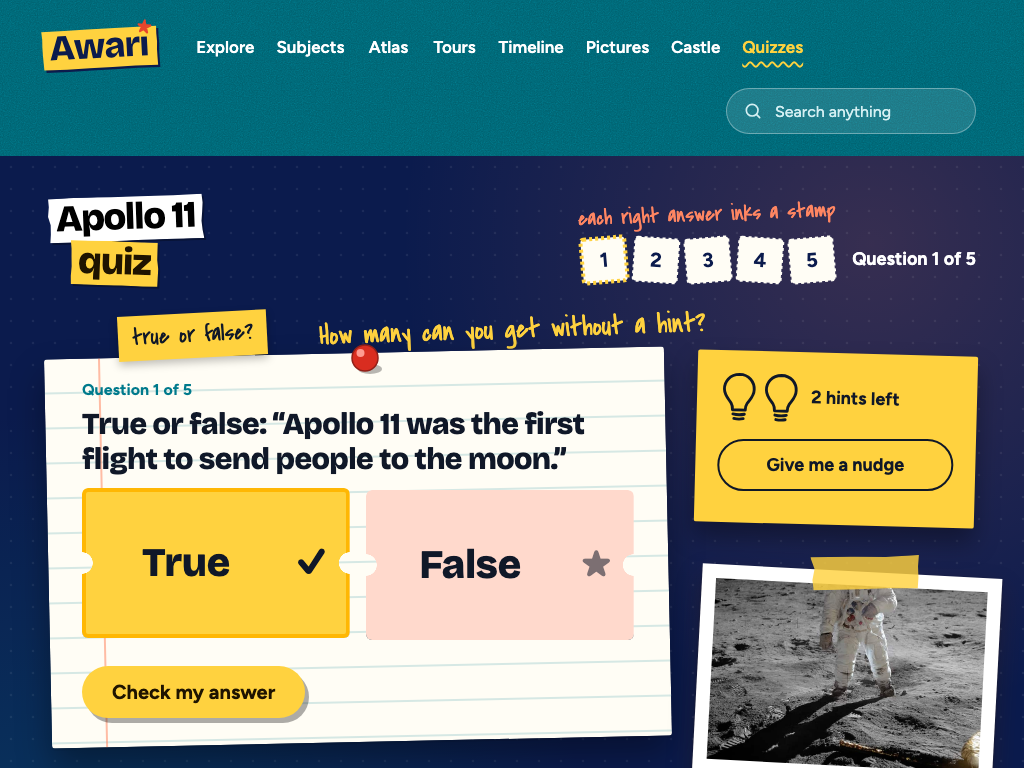 Awari
Explore Subjects Atlas Tours Timeline Pictures Castle Quizzes
Search anything
Apollo 11
quiz
each right answer inks a stamp
1 2 3 4 5 Question 1 of 5
true or false?
How many can you get without a hint?
Question 1 of 5
True or false: “Apollo 11 was the first
flight to send people to the moon.”
True
False
Check my answer
2 hints left
Give me a nudge